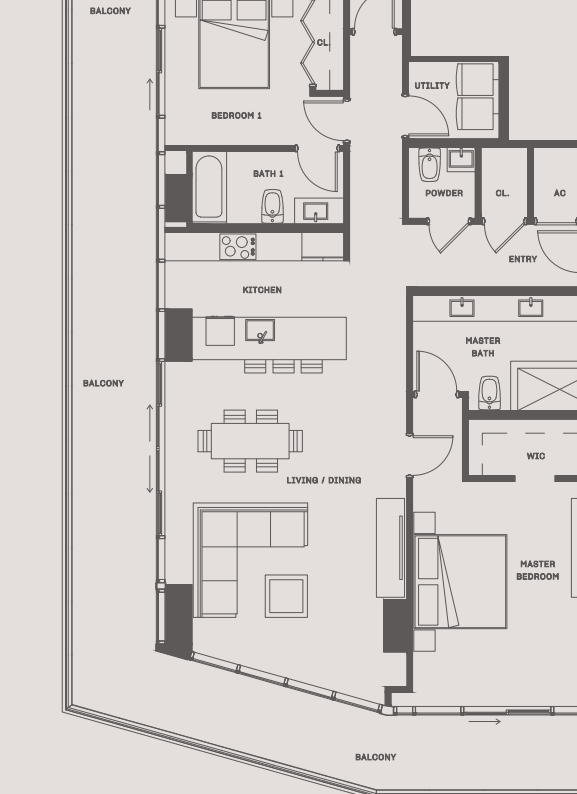 BALCONY
CL.
UTILITY
BEDROOM 1
BATH 1
POWDER
CL.
AC
ENTRY
KITCHEN
MASTER
BATH
BALCONY
WIC
LIVING / DINING
MASTER
BEDROOM
BALCONY